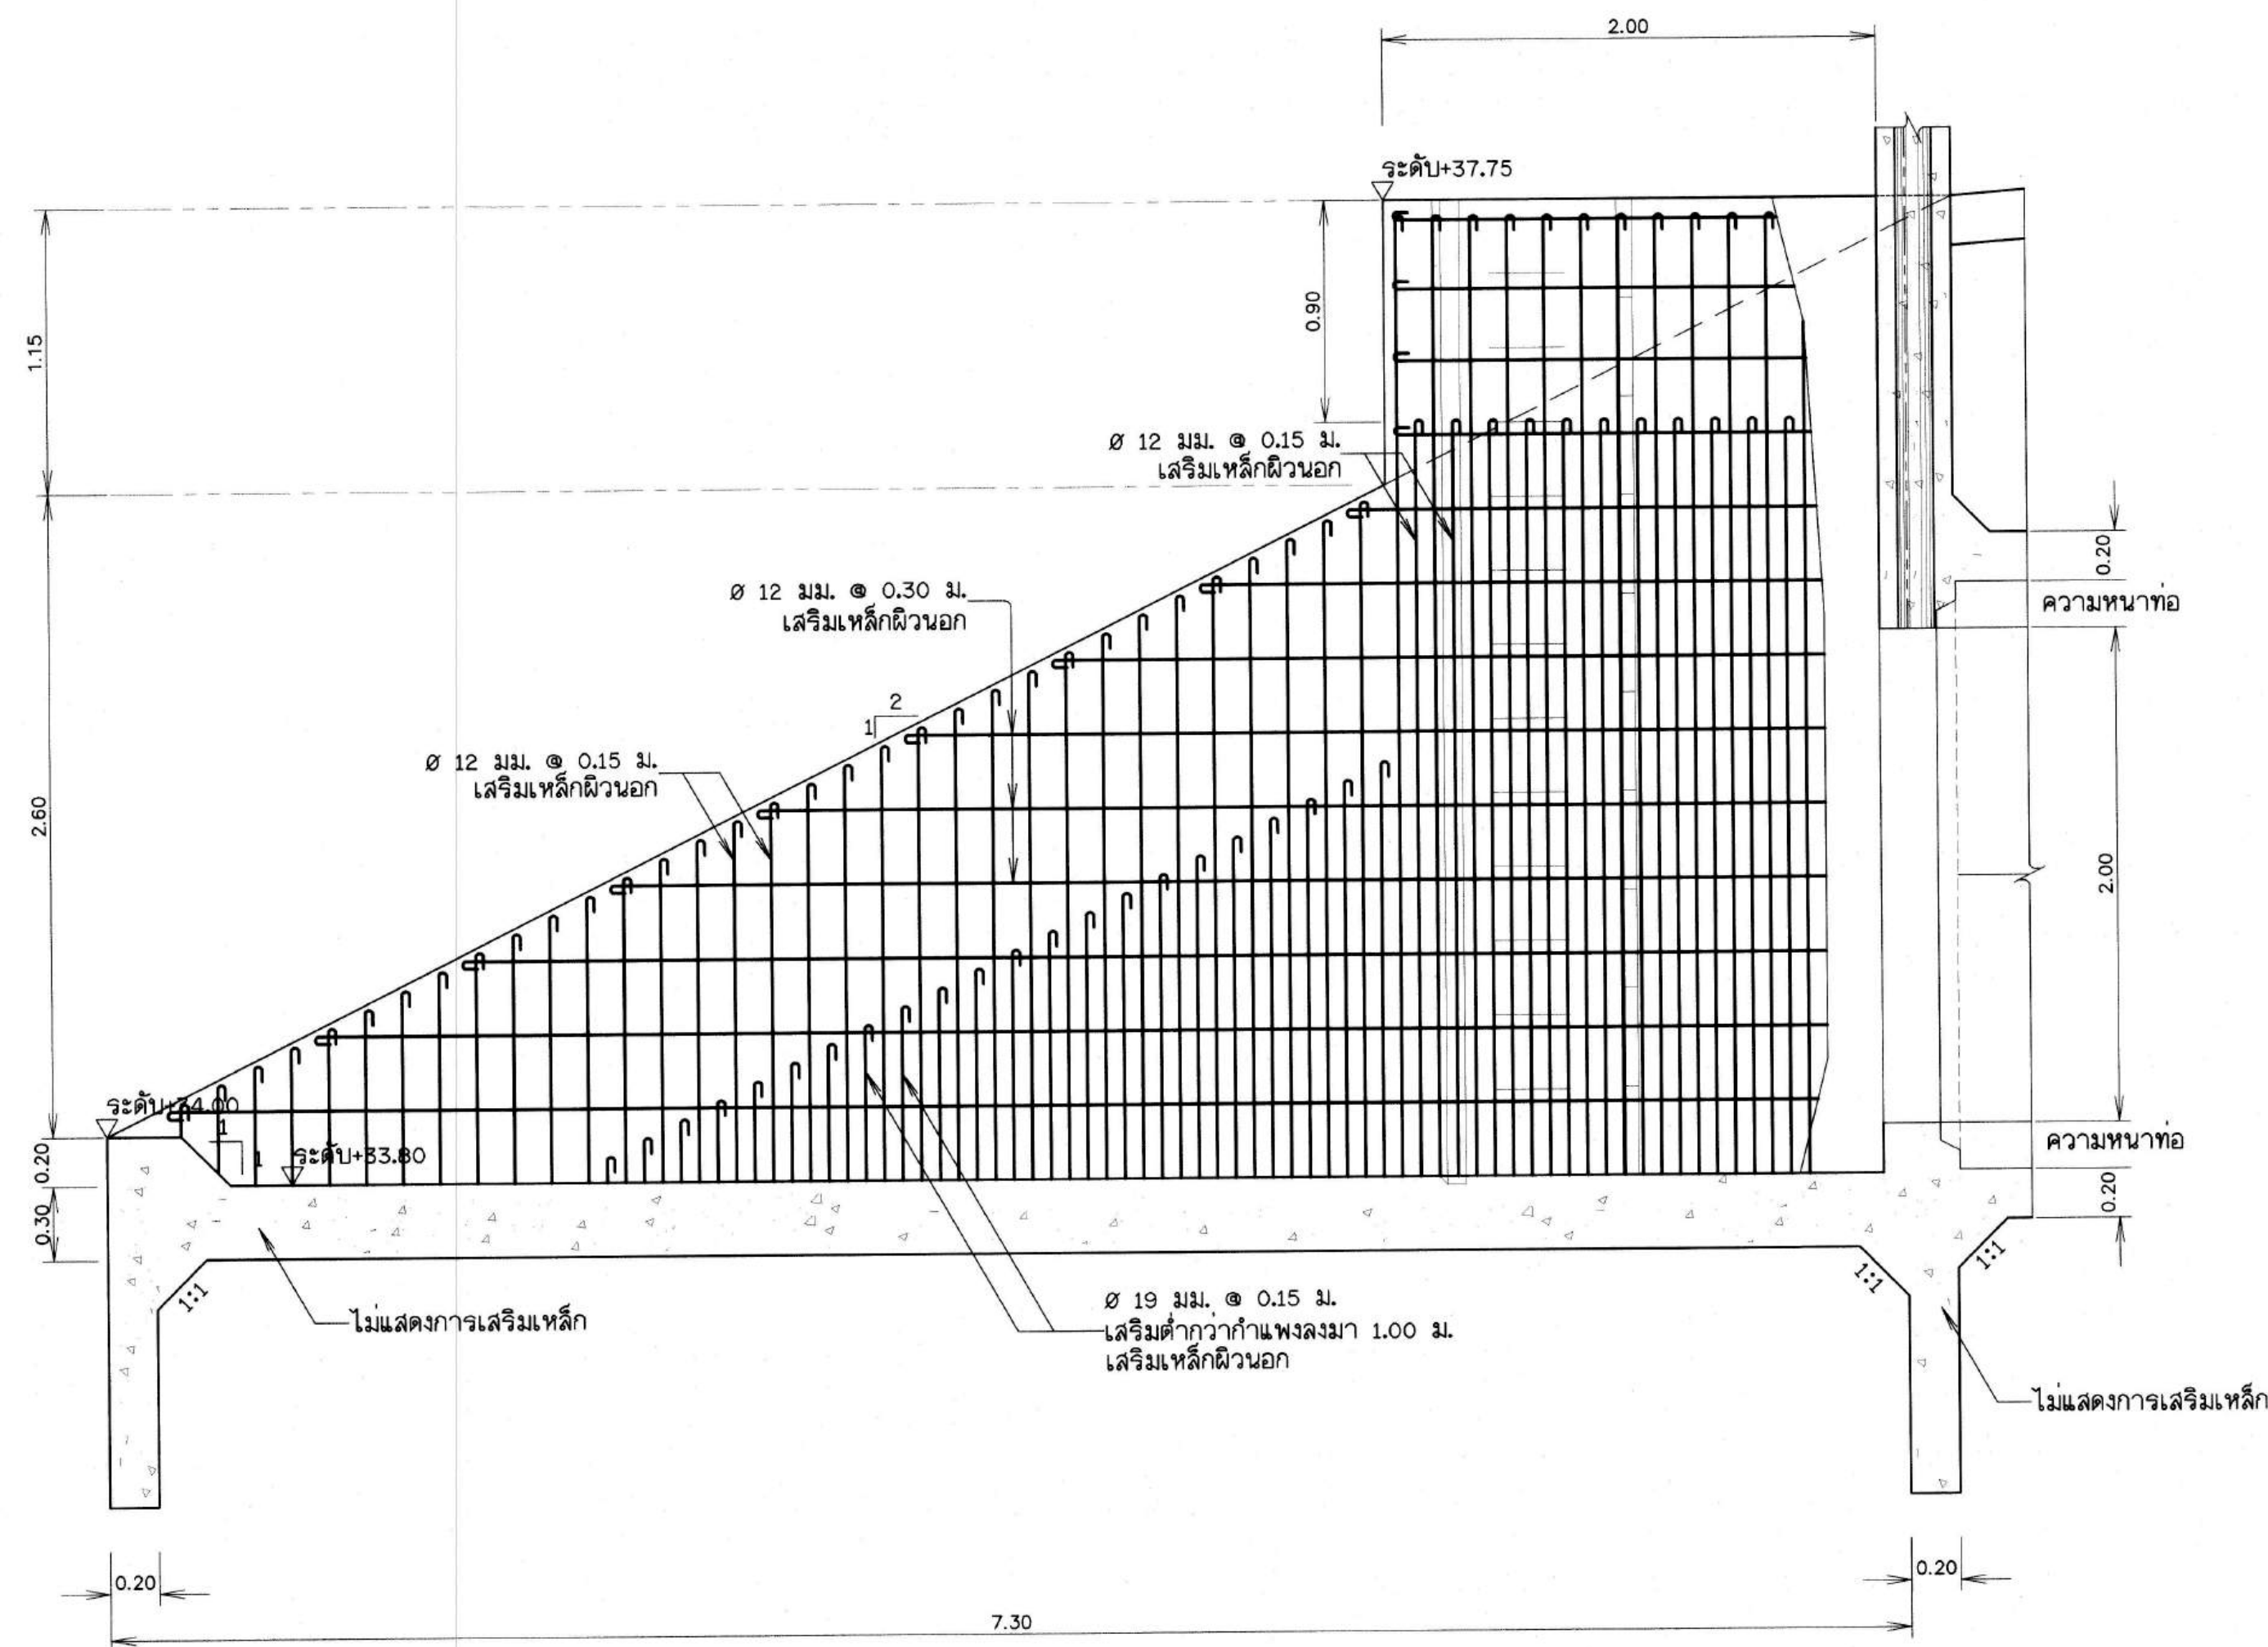 2.00
ระดับ+37.75
1.15
0.90
Ø 12 มม. @ 0.15 ม.
เสริมเหล็กผิวนอก
0.20
ความหนาท่อ
Ø 12 มม. @ 0.30 ม.
เสริมเหล็กผิวนอก
2
1
Ø 12 มม. @ 0.15 ม.
เสริมเหล็กผิวนอก
2.60
2.00
ระดับ+34.00
1
1
ระดับ+33.80
ความหนาท่อ
0.20
0.20
0.30
1:1
1:1
1:1
ไม่แสดงการเสริมเหล็ก
Ø 19 มม. @ 0.15 ม.
เสริมต่ำกว่ากำแพงลงมา 1.00 ม.
เสริมเหล็กผิวนอก
ไม่แสดงการเสริมเหล็ก
0.20
0.20
7.30